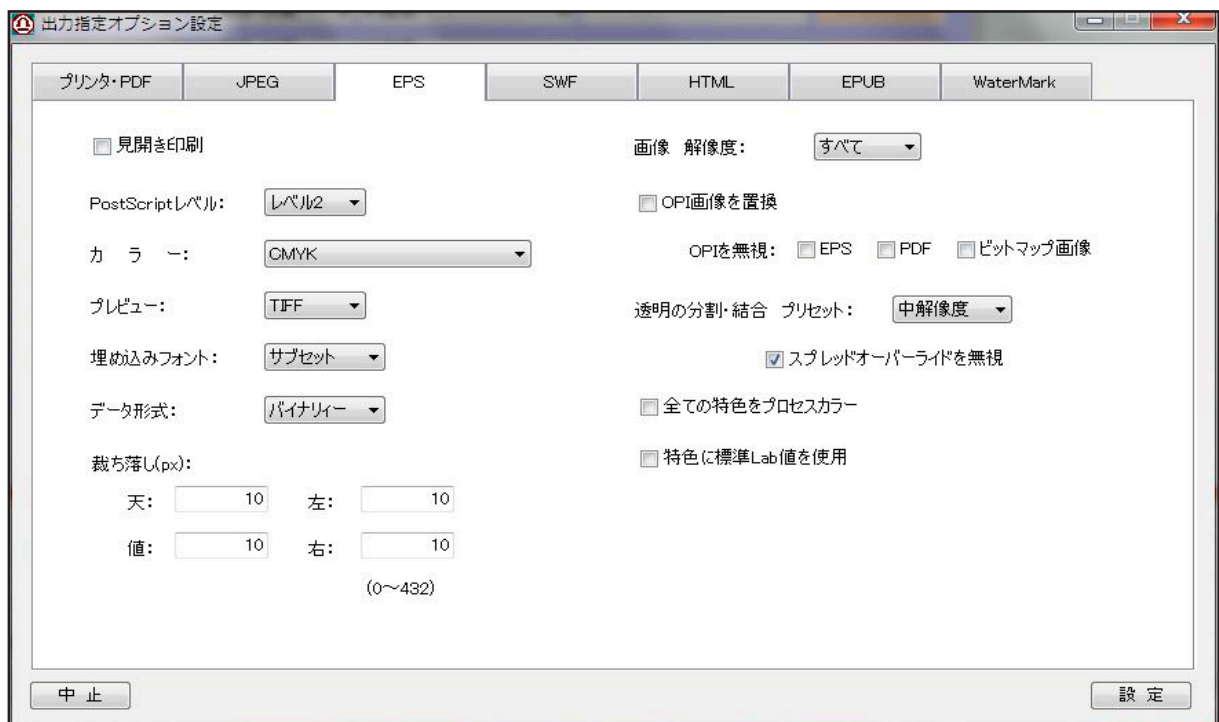 出力指定オプション設定
プリンタ・PDF JPEG EPS SWF HTML EPUB WaterMark
見開き印刷
PostScriptレベル： レベル2
カ ラ ー： CMYK
プレビュー： TIFF
埋め込みフォント： サブセット
データ形式： バイナリィー
裁ち落し(px)：
天： 10 左： 10
値： 10 右： 10
(0～432)
画像 解像度： すべて
OPI画像を置換
OPIを無視： EPS PDF ビットマップ画像
透明の分割・結合 プリセット： 中解像度
スプレッドオーバーライドを無視
全ての特色をプロセスカラー
特色に標準Lab値を使用
中 止 設 定